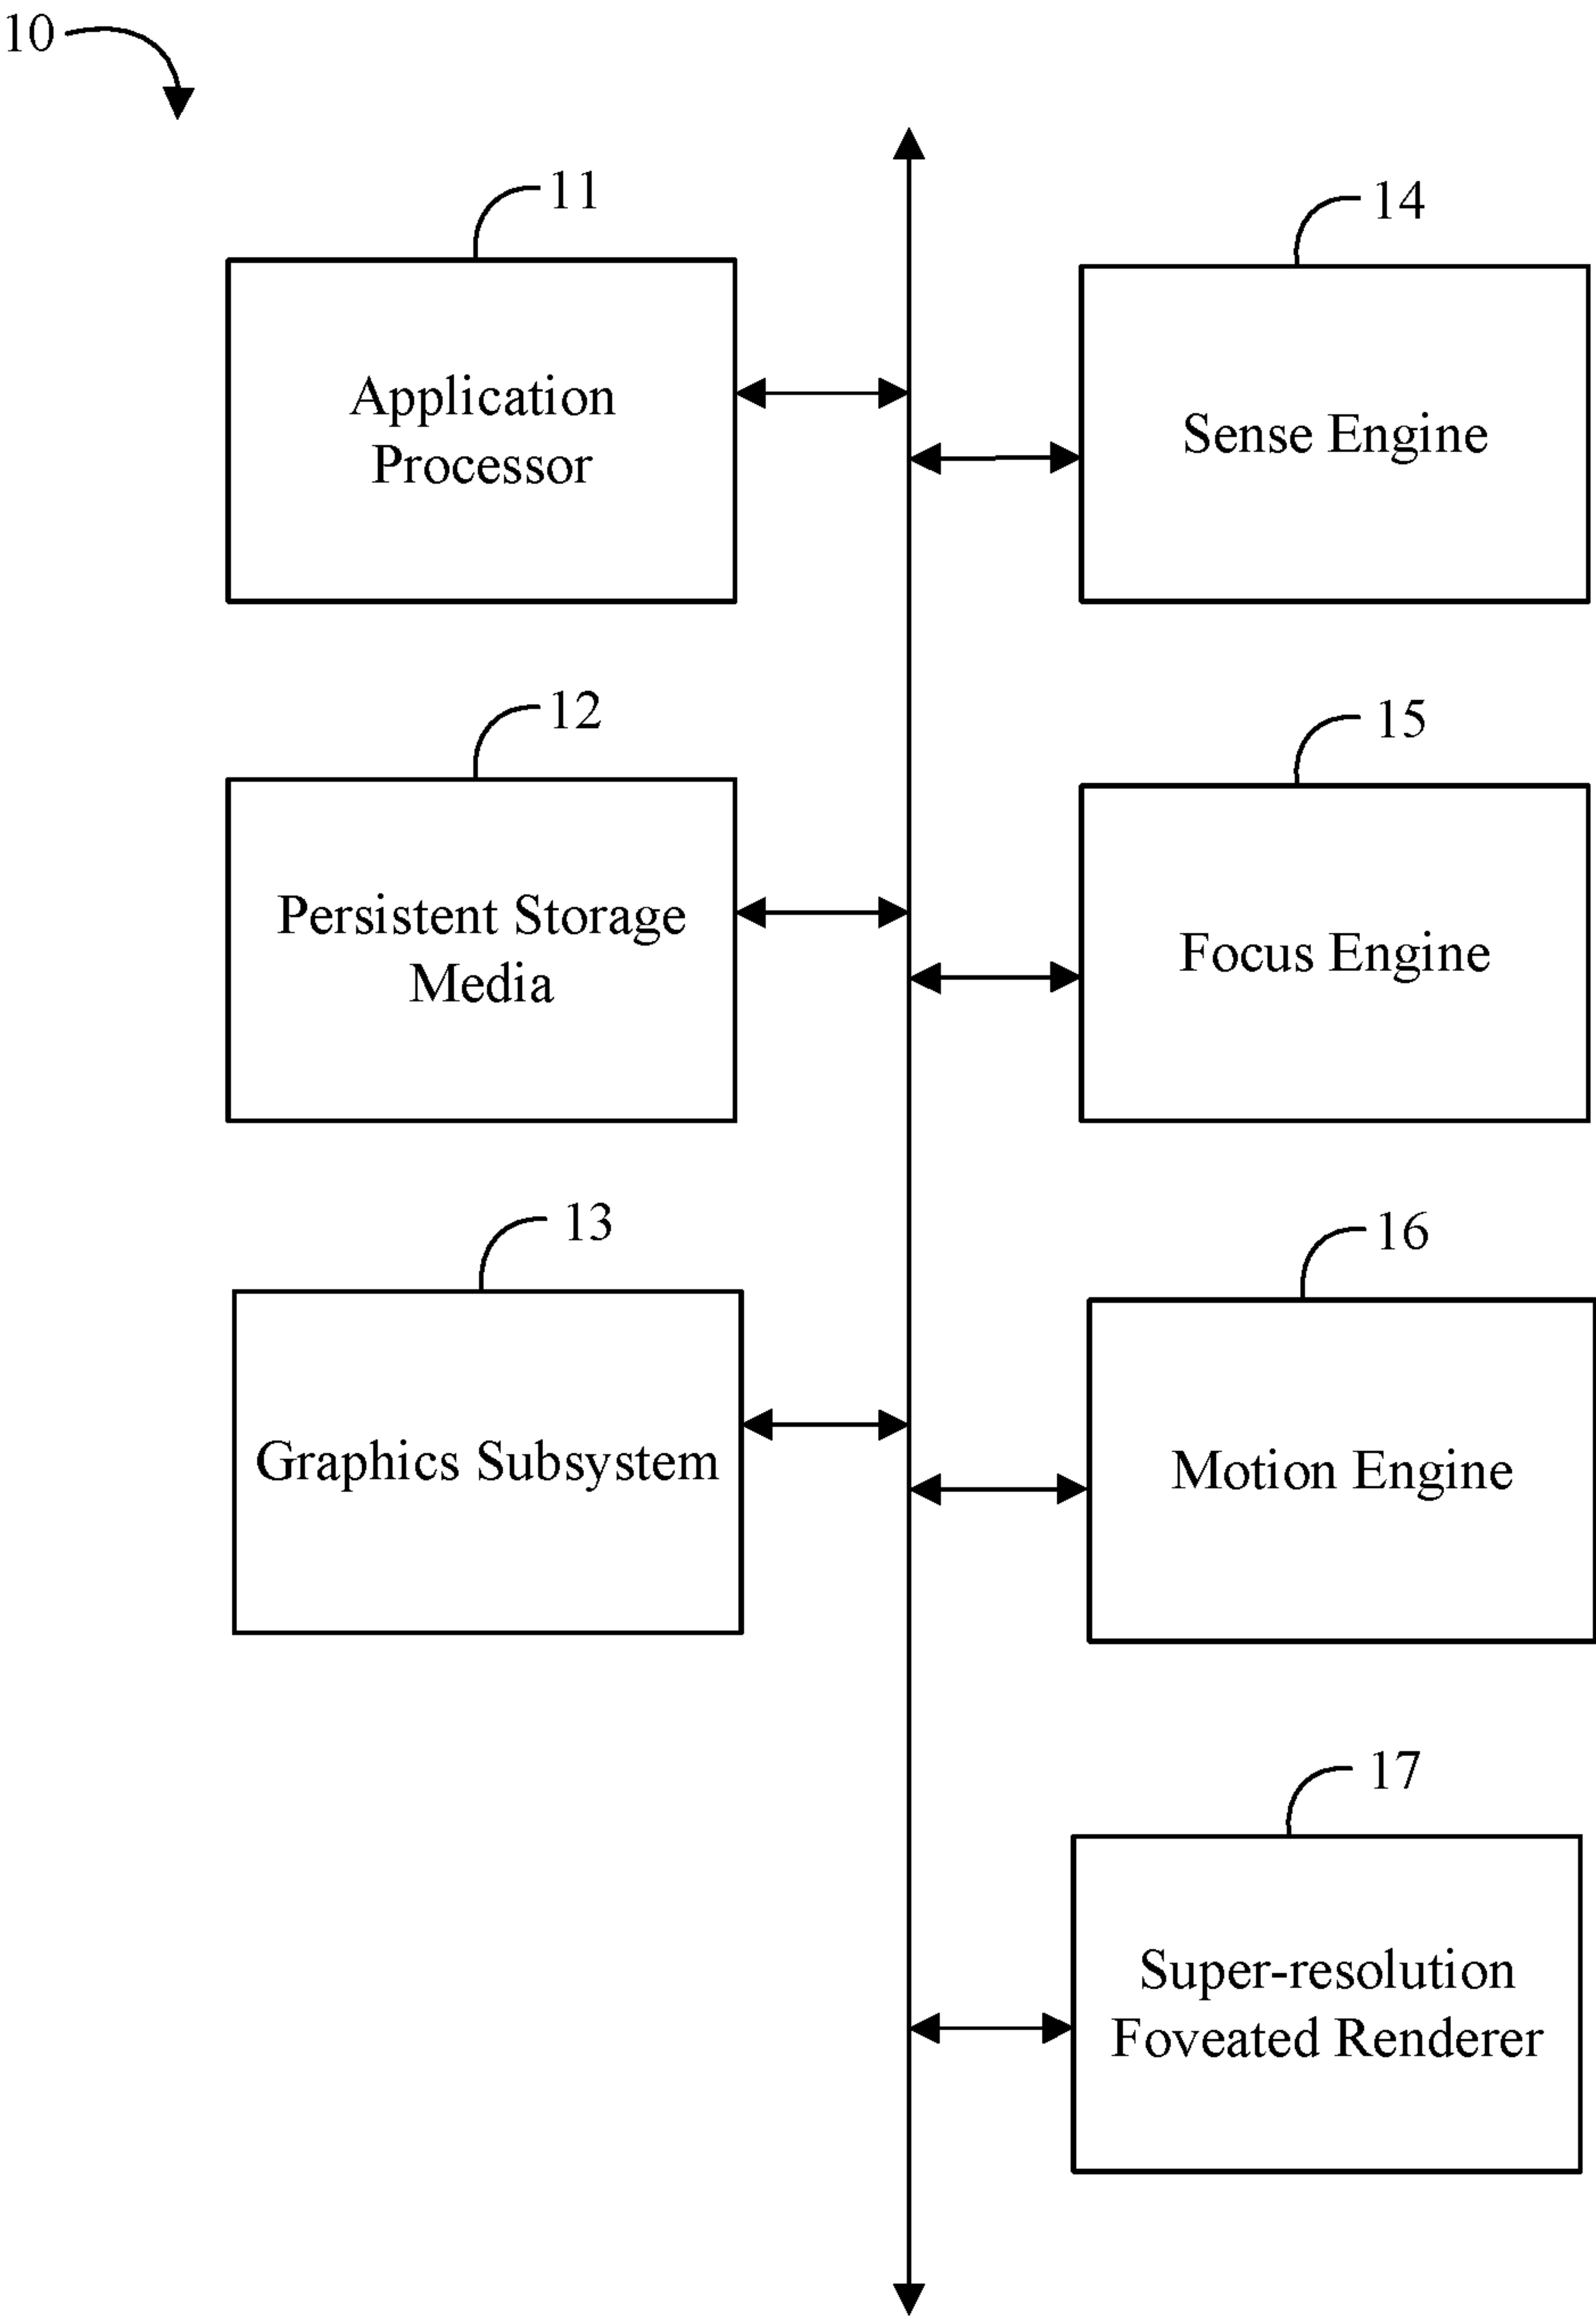 10
11
Application
Processor
14
Sense Engine
12
Persistent Storage
Media
15
Focus Engine
13
Graphics Subsystem
16
Motion Engine
17
Super-resolution
Foveated Renderer